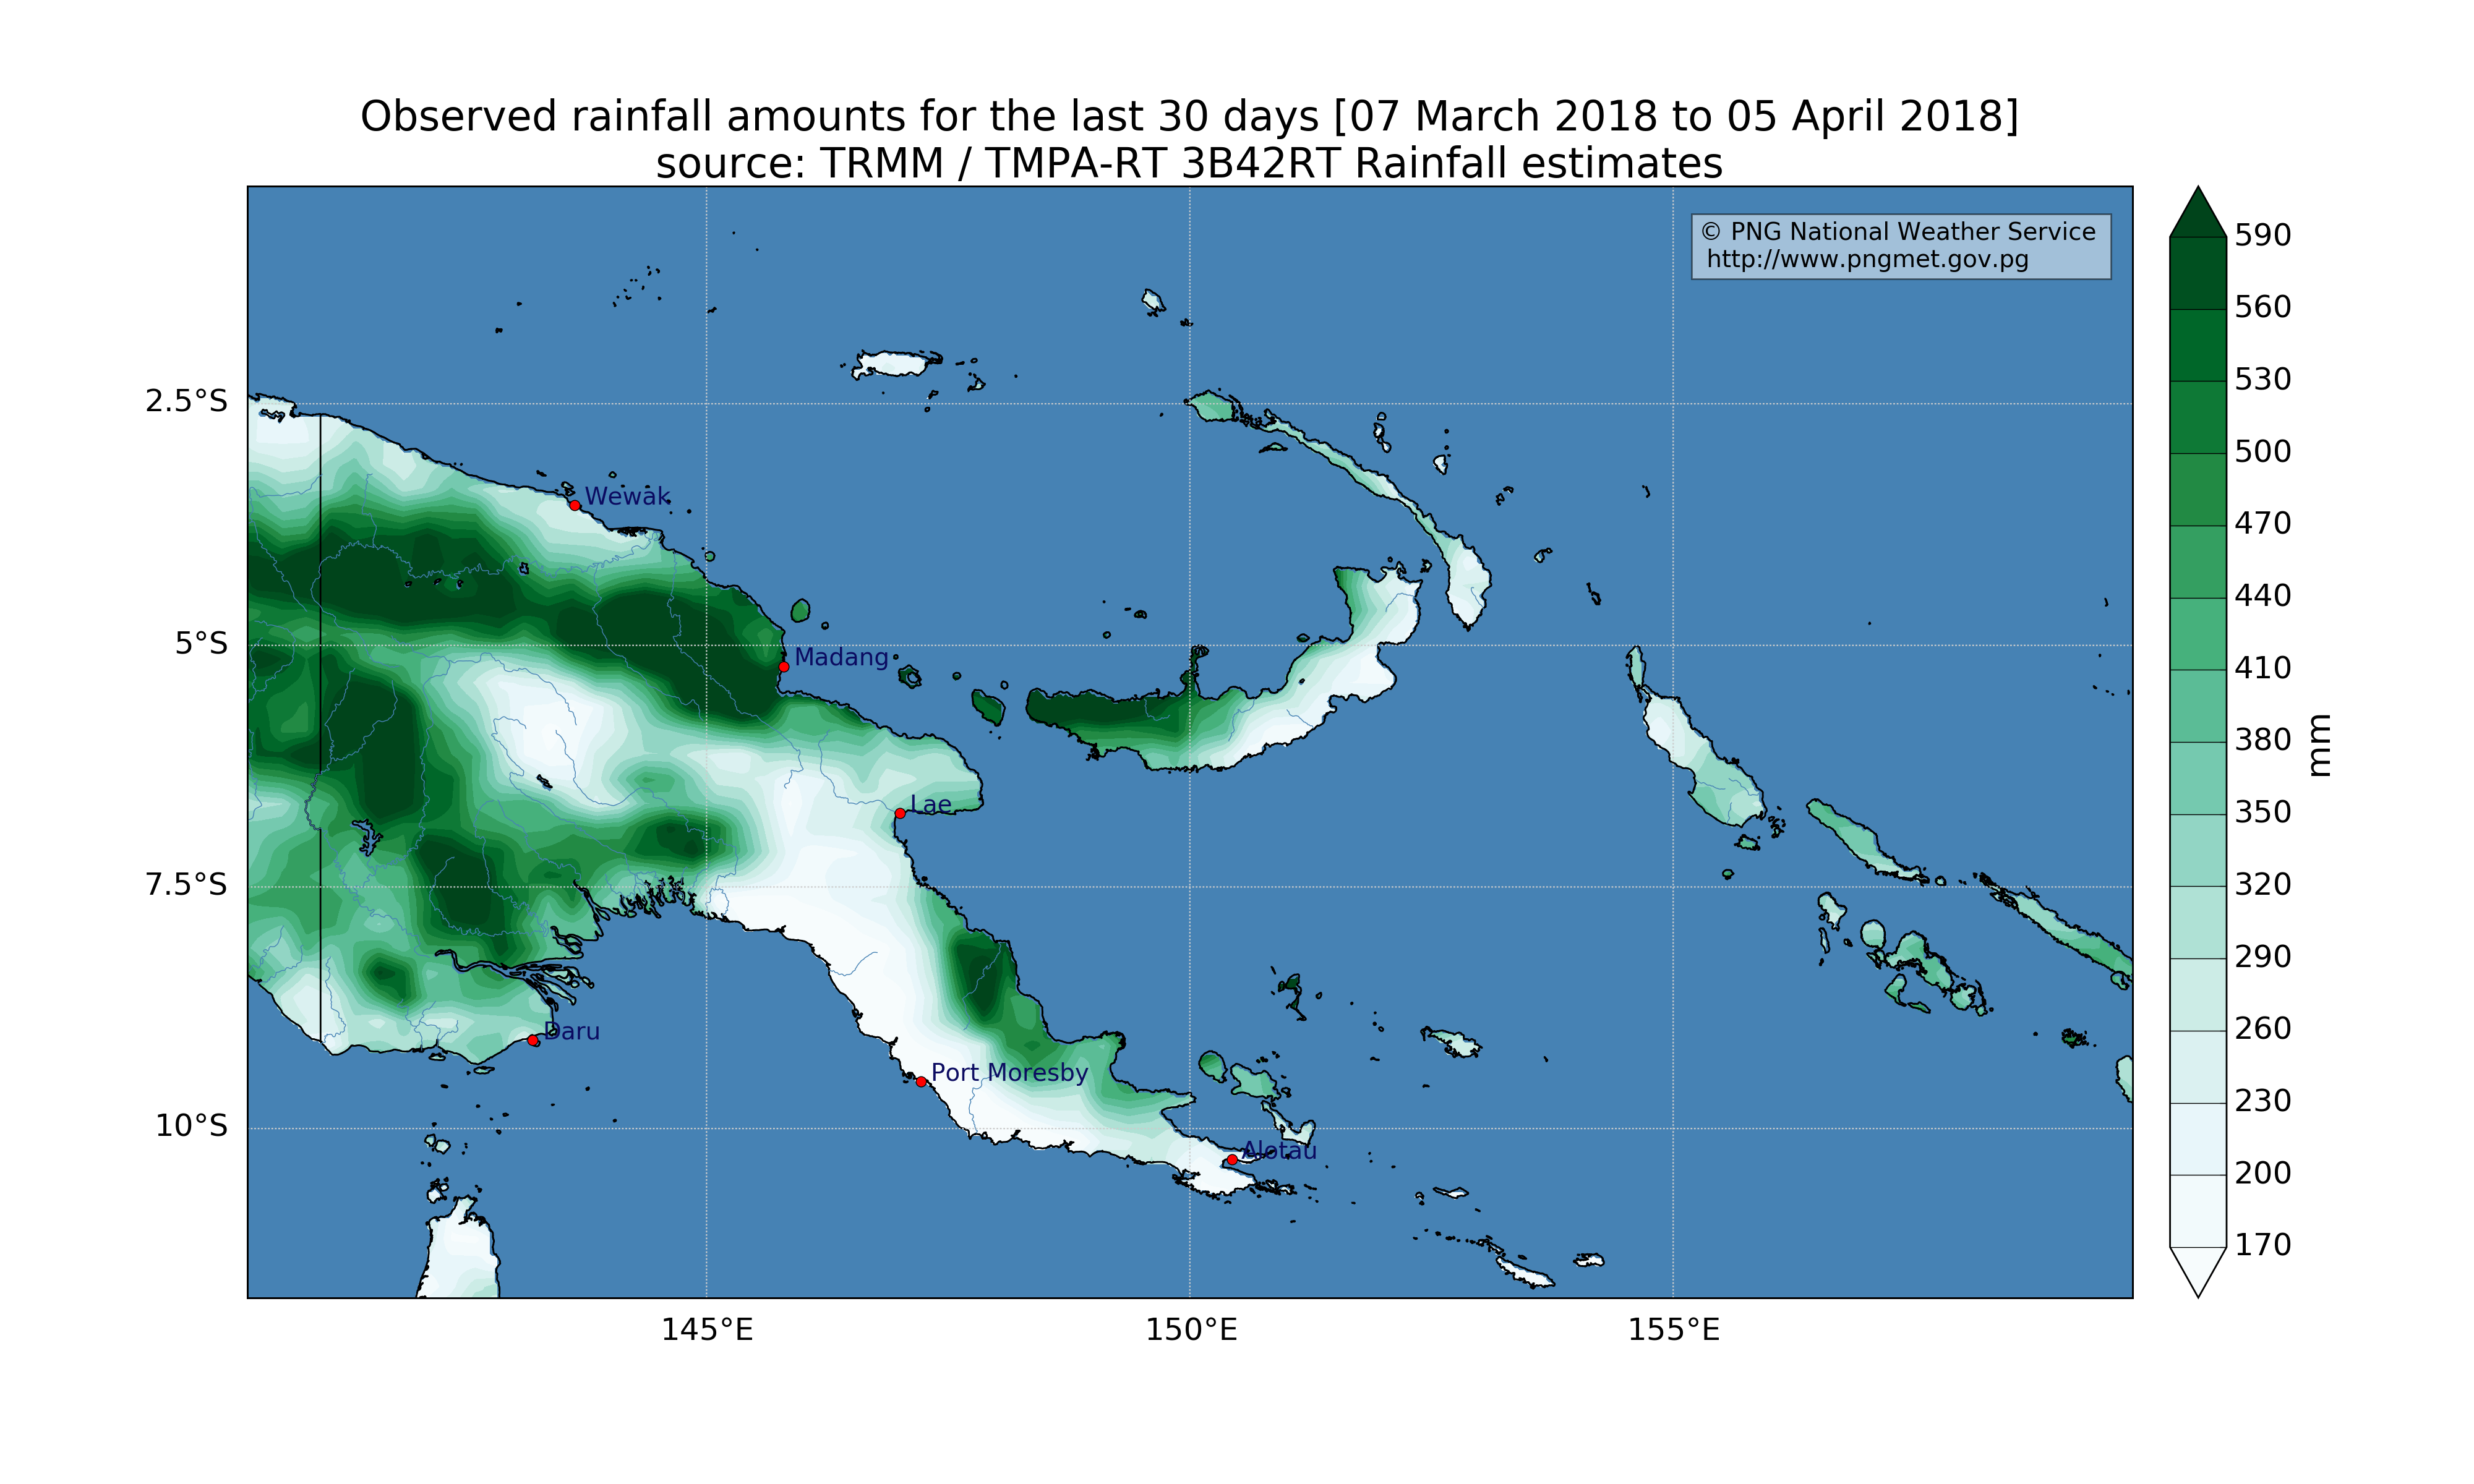 Observed rainfall amounts for the last 30 days [07 March 2018 to 05 April 2018]
source: TRMM / TMPA-RT 3B42RT Rainfall estimates
© PNG National Weather Service
http://www.pngmet.gov.pg
590
560
530
500
470
440
410
380
350
320
290
260
230
200
170
mm
2.5°S
5°S
7.5°S
10°S
Wewak
Madang
Lae
Daru
Port Moresby
Alotau
145°E
150°E
155°E